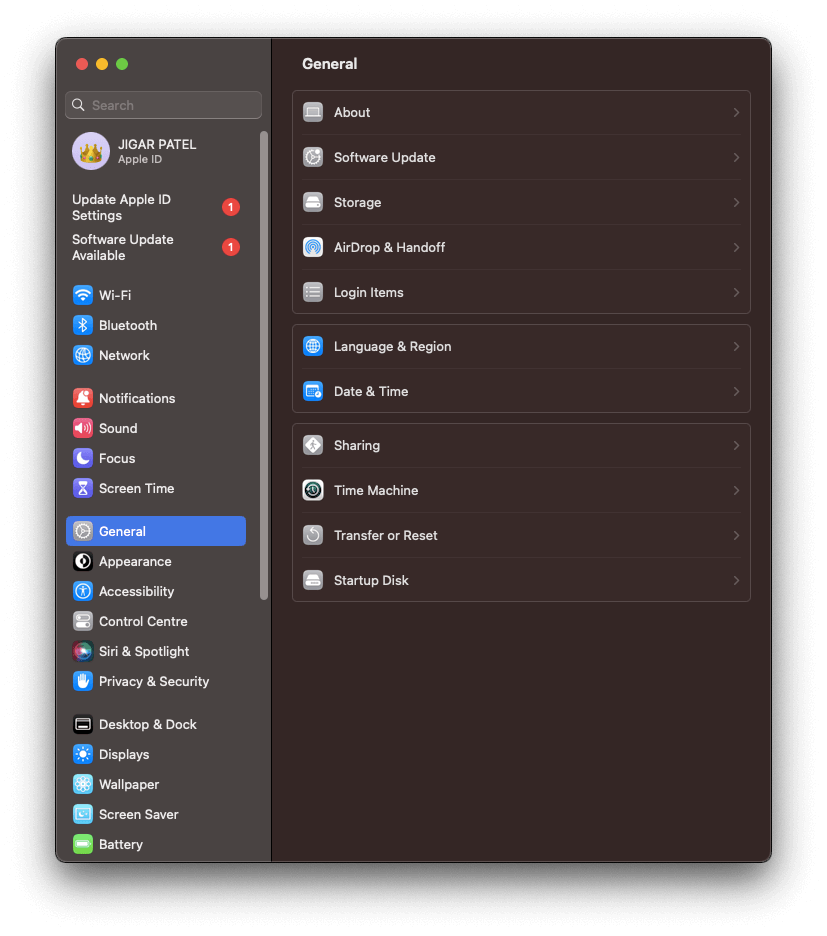 General
Search
JIGAR PATEL
Apple ID
Update Apple ID
Settings
1
Software Update
Available
1
Wi-Fi
Bluetooth
Network
Notifications
Sound
Focus
Screen Time
General
Appearance
Accessibility
Control Centre
Siri & Spotlight
Privacy & Security
Desktop & Dock
Displays
Wallpaper
Screen Saver
Battery
About
Software Update
Storage
AirDrop & Handoff
Login Items
Language & Region
Date & Time
Sharing
Time Machine
Transfer or Reset
Startup Disk